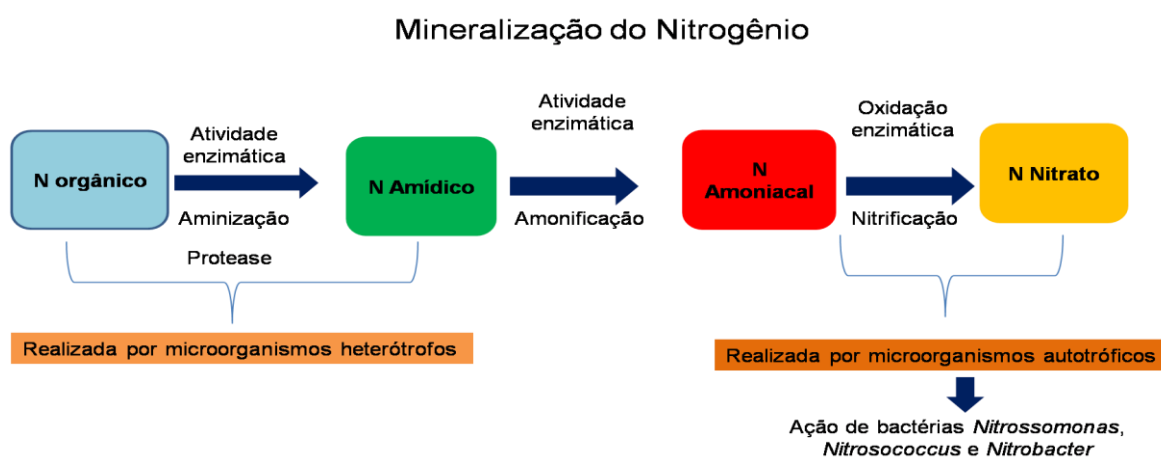 Mineralização do Nitrogênio
Atividade
enzimática
Atividade
enzimática
Oxidação
enzimática
N orgânico
N Amídico
N
Amoniacal
N Nitrato
Aminização
Amonificação
Nitrificação
Protease
Realizada por microorganismos heterótrofos
Realizada por microorganismos autotróficos
Ação de bactérias Nitrossomonas,
Nitrosococcus e Nitrobacter